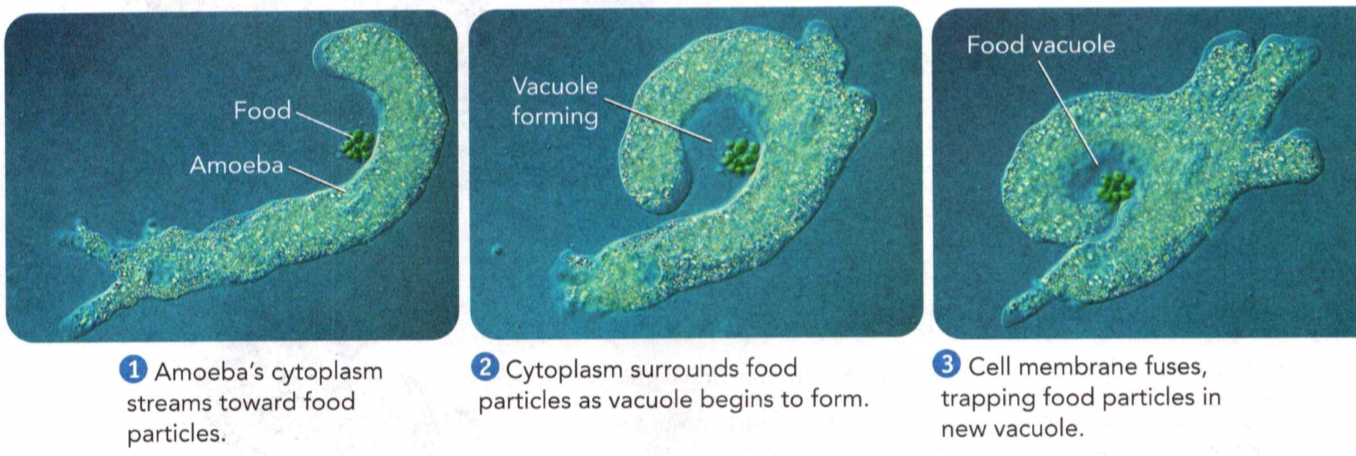 Food
Amoeba
Vacuole
forming
Food vacuole
1 Amoeba's cytoplasm
streams toward food
particles.
2 Cytoplasm surrounds food
particles as vacuole begins to form.
3 Cell membrane fuses,
trapping food particles in
new vacuole.